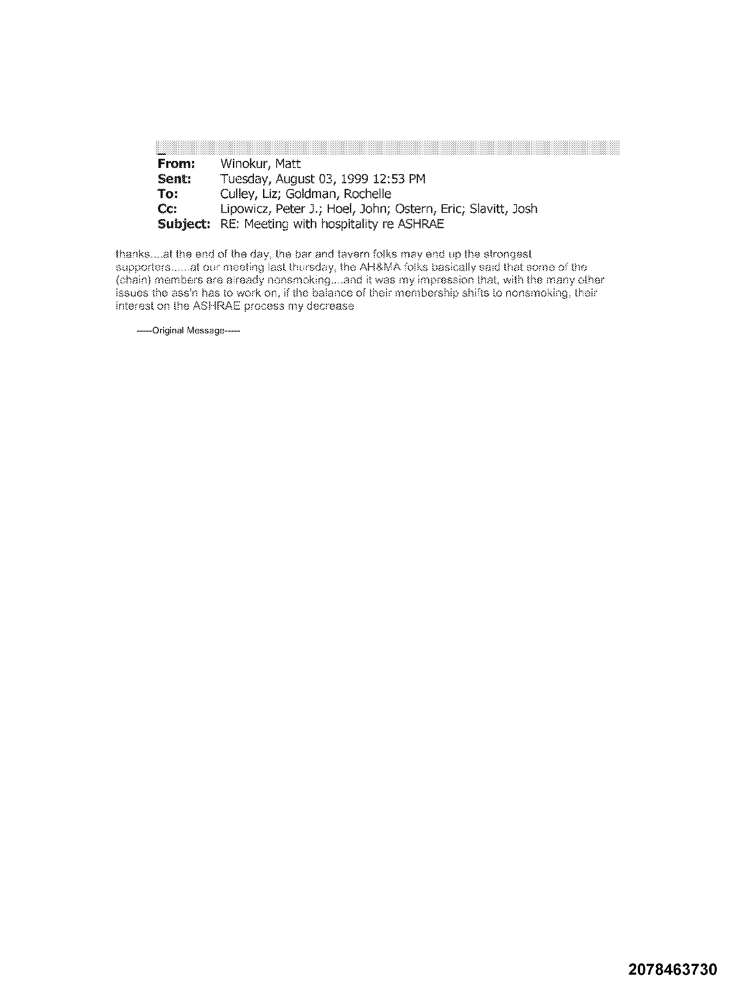 From: Winokur, Matt
Sent: Tuesday, August 03, 1999 12:53 PM
To: Culley, Liz; Goldman, Rochelle
Cc: Lipowicz, Peter J.; Hoel, John; Ostern, Eric; Slavitt, Josh
Subject: RE: Meeting with hospitality re ASHRAE
thanks....at the end of the day, the bar and tavern folks may end up the strongest
supporters......at our meeting last thursday, the AH&MA folks basically said that some of the
(chain) members are already nonsmoking....and it was my impression that, with the many other
issues the ass'n has to work on, if the balance of their membership shifts to nonsmoking, their
interest on the ASHRAE process my decrease
-----Original Message-----
2078463730